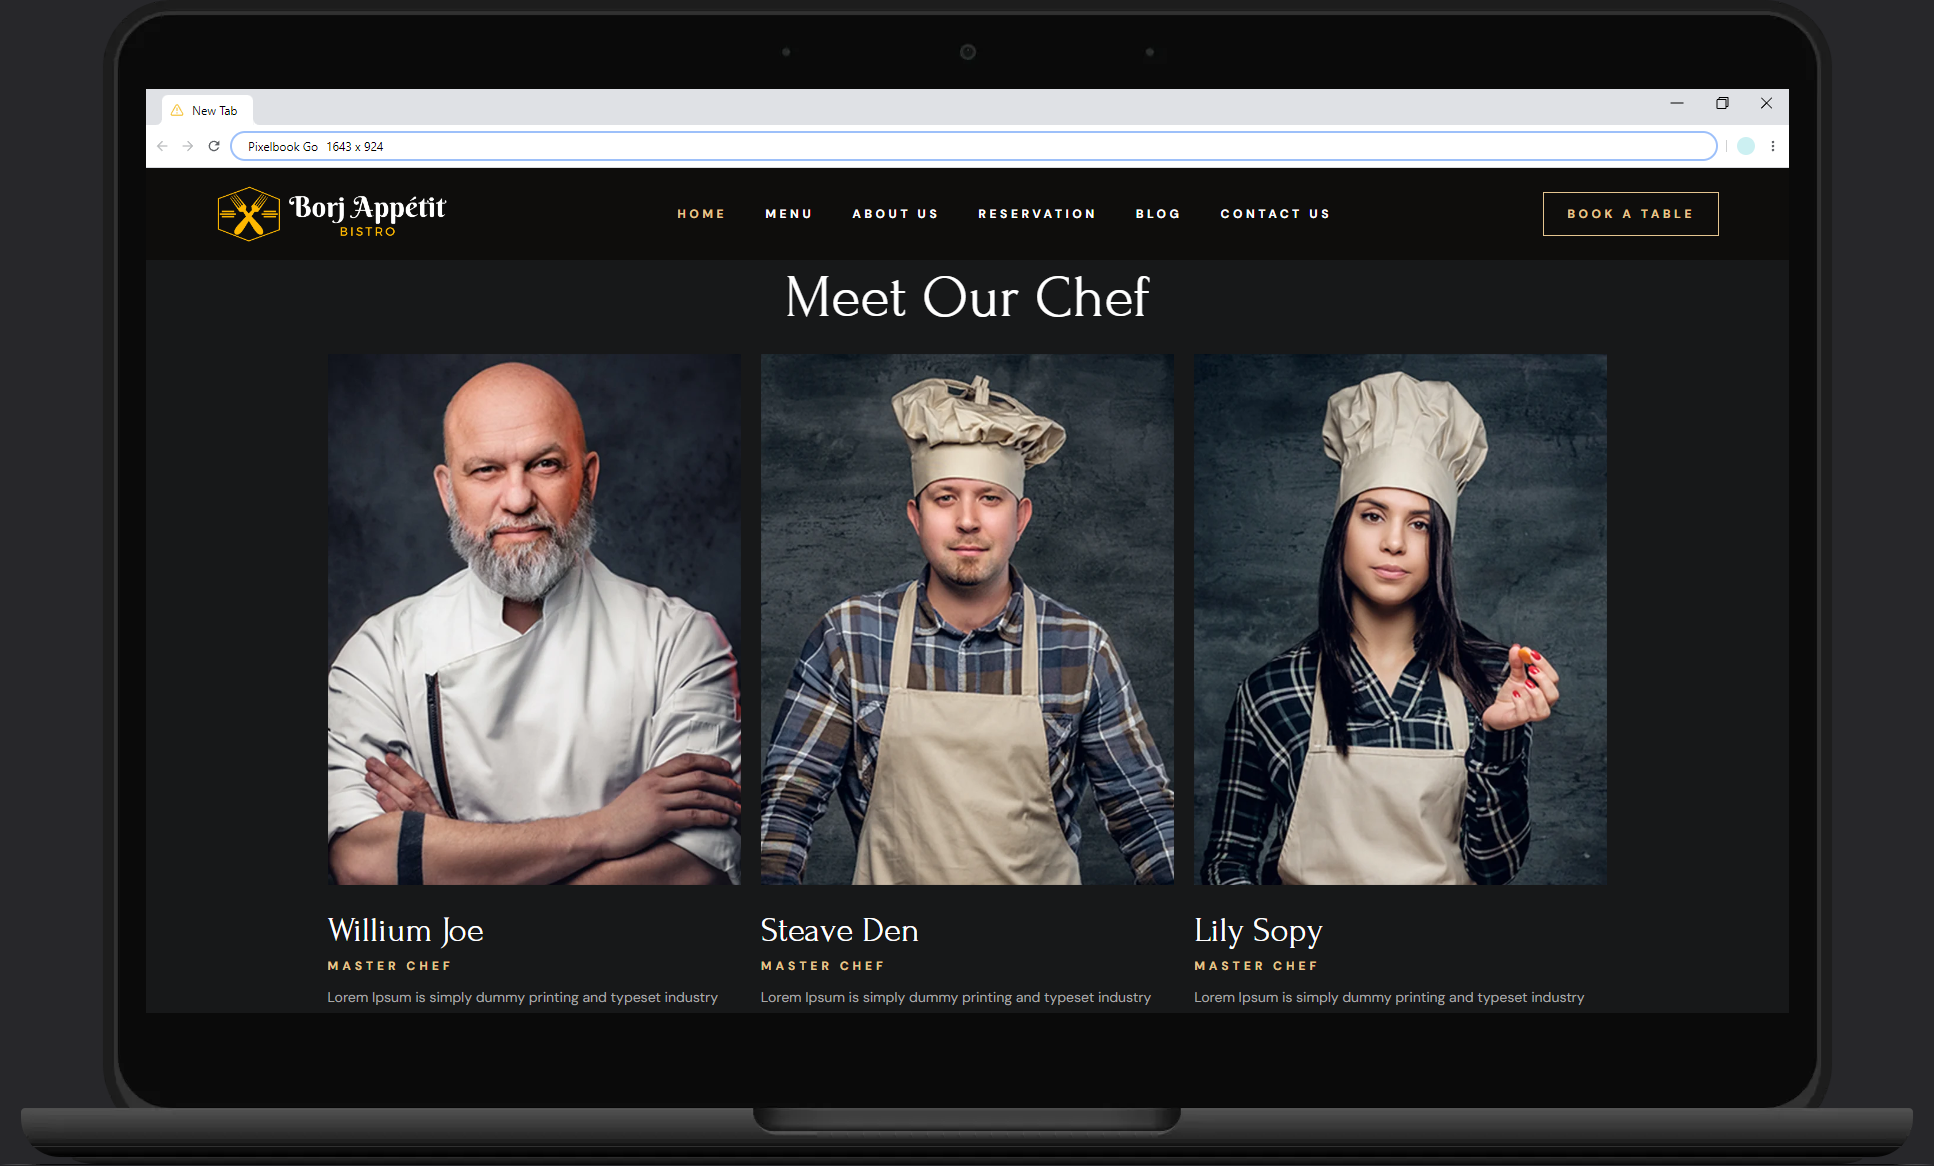 New Tab
Pixelbook Go 1643 x 924
Borj Appétit
BISTRO
HOME MENU ABOUT US RESERVATION BLOG CONTACT US
BOOK A TABLE
Meet Our Chef
Willium Joe
MASTER CHEF
Lorem Ipsum is simply dummy printing and typeset industry
Steave Den
MASTER CHEF
Lorem Ipsum is simply dummy printing and typeset industry
Lily Sopy
MASTER CHEF
Lorem Ipsum is simply dummy printing and typeset industry